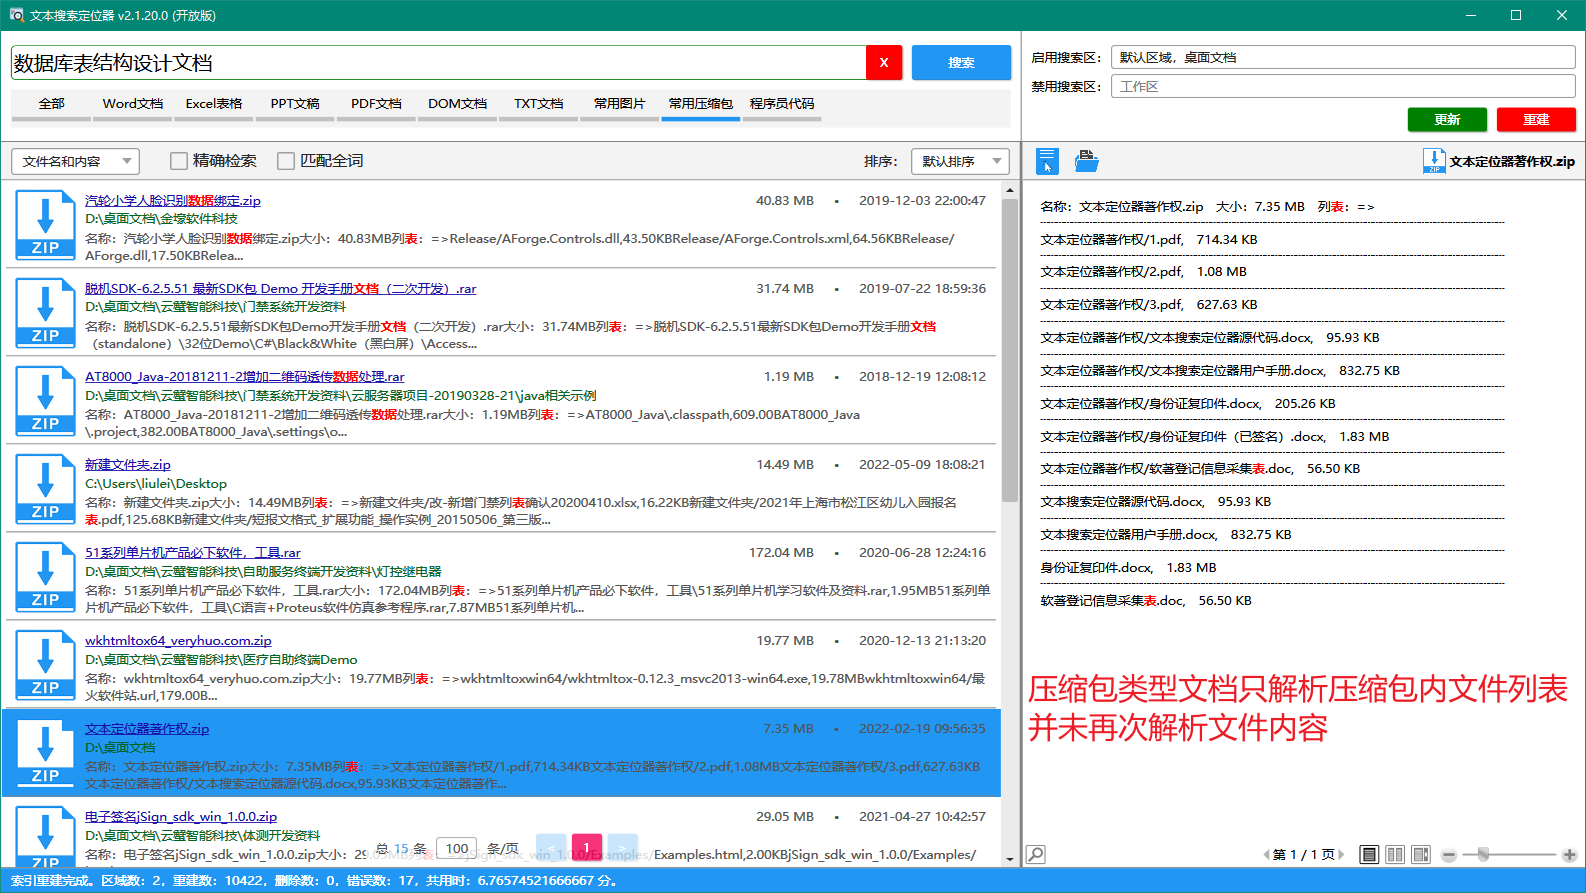 文本搜索定位器 v2.1.20.0 (开放版)
数据库表结构设计文档
X
搜索
全部 Word文档 Excel表格 PPT文稿 PDF文档 DOM文档 TXT文档 常用图片 常用压缩包 程序员代码
启用搜索区： 默认区域，桌面文档
禁用搜索区： 工作区
更新 重建
文件名和内容 精确检索 匹配全词 排序： 默认排序
汽轮小学人脸识别数据绑定.zip 40.83 MB • 2019-12-03 22:00:47
D:\桌面文档\金壕软件科技
名称：汽轮小学人脸识别数据绑定.zip大小：40.83MB列表：=>Release/AForge.Controls.dll,43.50KBRelease/AForge.Controls.xml,64.56KBRelease/
AForge.dll,17.50KBRelea...
ZIP
脱机SDK-6.2.5.51 最新SDK包 Demo 开发手册文档（二次开发）.rar 31.74 MB • 2019-07-22 18:59:36
D:\桌面文档\云鼙智能科技\门禁系统开发资料
名称：脱机SDK-6.2.5.51最新SDK包Demo开发手册文档（二次开发）.rar大小：31.74MB列表：=>脱机SDK-6.2.5.51最新SDK包Demo开发手册文档
（standalone）\32位Demo\C#\Black&White（黑白屏）\Access...
ZIP
AT8000_Java-20181211-2增加二维码透传数据处理.rar 1.19 MB • 2018-12-19 12:08:12
D:\桌面文档\云鼙智能科技\门禁系统开发资料\云服务器项目-20190328-21\java相关示例
名称：AT8000_Java-20181211-2增加二维码透传数据处理.rar大小：1.19MB列表：=>AT8000_Java\.classpath,609.00BAT8000_Java
\.project,382.00BAT8000_Java\.settings\o...
ZIP
新建文件夹.zip 14.49 MB • 2022-05-09 18:08:21
C:\Users\liulei\Desktop
名称：新建文件夹.zip大小：14.49MB列表：=>新建文件夹/改-新增门禁列表确认20200410.xlsx,16.22KB新建文件夹/2021年上海市松江区幼儿入园报名
表.pdf,125.68KB新建文件夹/短报文格式_扩展功能_操作实例_20150506_第三版...
ZIP
51系列单片机产品必下软件，工具.rar 172.04 MB • 2020-06-28 12:24:16
D:\桌面文档\云鼙智能科技\自助服务终端开发资料\灯控继电器
名称：51系列单片机产品必下软件，工具.rar大小：172.04MB列表：=>51系列单片机产品必下软件，工具\51系列单片机学习软件及资料.rar,1.95MB51系列单
片机产品必下软件，工具\C语言+Proteus软件仿真参考程序.rar,7.87MB51系列单片机...
ZIP
wkhtmltox64_veryhuo.com.zip 19.77 MB • 2020-12-13 21:13:20
D:\桌面文档\云鼙智能科技\医疗自助终端Demo
名称：wkhtmltox64_veryhuo.com.zip大小：19.77MB列表：=>wkhtmltoxwin64/wkhtmltox-0.12.3_msvc2013-win64.exe,19.78MBwkhtmltoxwin64/最
火软件站.url,179.00B...
ZIP
文本定位器著作权.zip 7.35 MB • 2022-02-19 09:56:35
D:\桌面文档
名称：文本定位器著作权.zip大小：7.35MB列表：=>文本定位器著作权/1.pdf,714.34KB文本定位器著作权/2.pdf,1.08MB文本定位器著作权/3.pdf,627.63KB
文本定位器著作权/文本搜索定位器源代码.docx,95.93KB文本定位器著作...
ZIP
电子签名jSign_sdk_win_1.0.0.zip 29.05 MB • 2021-04-27 10:42:57
D:\桌面文档\云鼙智能科技\体测开发资料
名称：电子签名jSign_sdk_win_1.0.0.zip大小：29.05MB列表：=>jSign_sdk_win_1.0.0/Examples/Examples.html,2.00KBjSign_sdk_win_1.0.0/Examples/
ZIP
总 15 条 100 条/页 < 1 >
文本定位器著作权.zip
名称：文本定位器著作权.zip 大小：7.35 MB 列表：=>
文本定位器著作权/1.pdf, 714.34 KB
文本定位器著作权/2.pdf, 1.08 MB
文本定位器著作权/3.pdf, 627.63 KB
文本定位器著作权/文本搜索定位器源代码.docx, 95.93 KB
文本定位器著作权/文本搜索定位器用户手册.docx, 832.75 KB
文本定位器著作权/身份证复印件.docx, 205.26 KB
文本定位器著作权/身份证复印件（已签名）.docx, 1.83 MB
文本定位器著作权/软著登记信息采集表.doc, 56.50 KB
文本搜索定位器源代码.docx, 95.93 KB
文本搜索定位器用户手册.docx, 832.75 KB
身份证复印件.docx, 1.83 MB
软著登记信息采集表.doc, 56.50 KB
压缩包类型文档只解析压缩包内文件列表
并未再次解析文件内容
第 1 / 1 页
索引重建完成。区域数：2，重建数：10422，删除数：0，错误数：17，共用时：6.76574521666667 分。